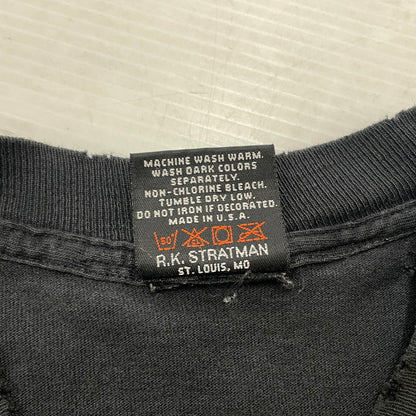 MACHINE WASH WARM.
WASH DARK COLORS
SEPARATELY.
NON-CHLORINE BLEACH.
TUMBLE DRY LOW.
DO NOT IRON IF DECORATED.
MADE IN U.S.A.
50°
R.K. STRATMAN
ST. LOUIS, MO